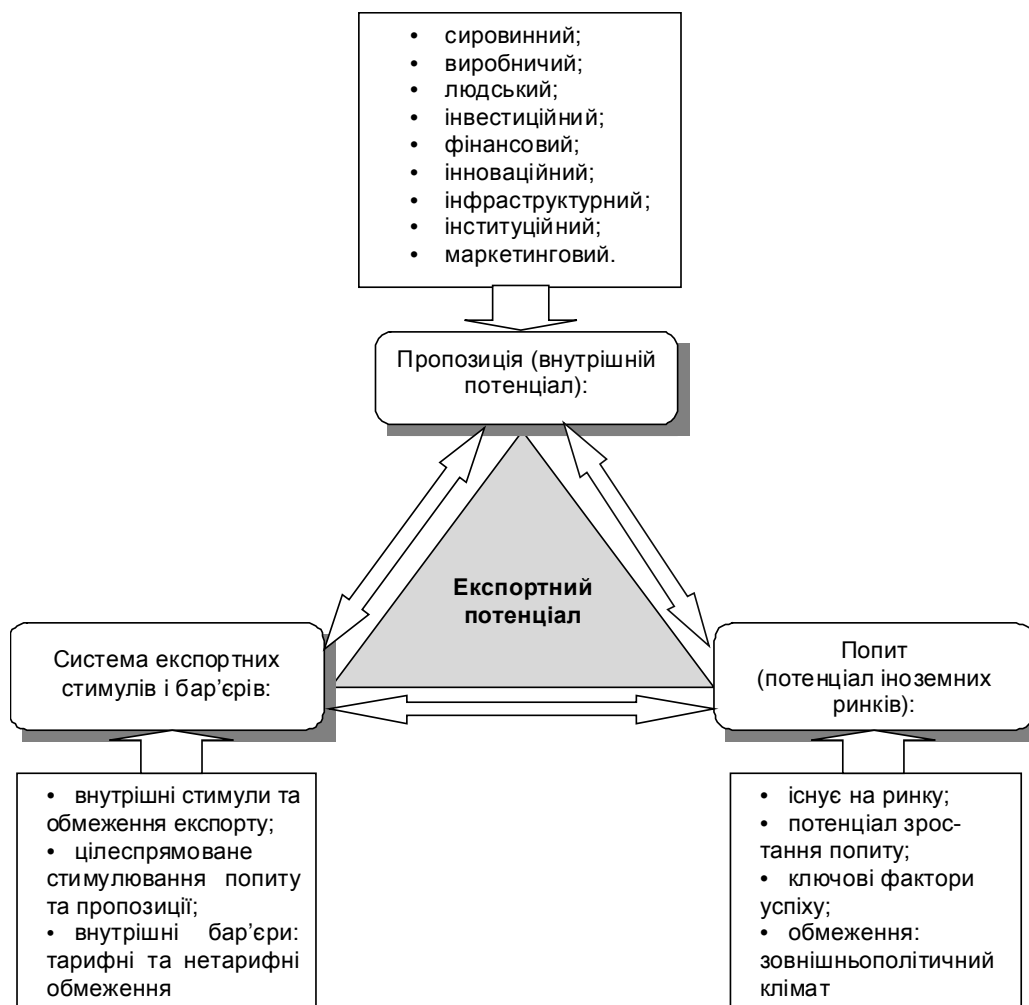 • сировинний;
• виробничий;
• людський;
• інвестиційний;
• фінансовий;
• інноваційний;
• інфраструктурний;
• інституційний;
• маркетинговий.
Пропозиція (внутрішній
потенціал):
Експортний
потенціал
Система експортних
стимулів і бар’єрів:
Попит
(потенціал іноземних
ринків):
• внутрішні стимули та
обмеження експорту;
• цілеспрямоване
стимулювання попиту
та пропозиції;
• внутрішні бар’єри:
тарифні та нетарифні
обмеження
• існує на ринку;
• потенціал зрос-
тання попиту;
• ключові фактори
успіху;
• обмеження:
зовнішньополітичний
клімат